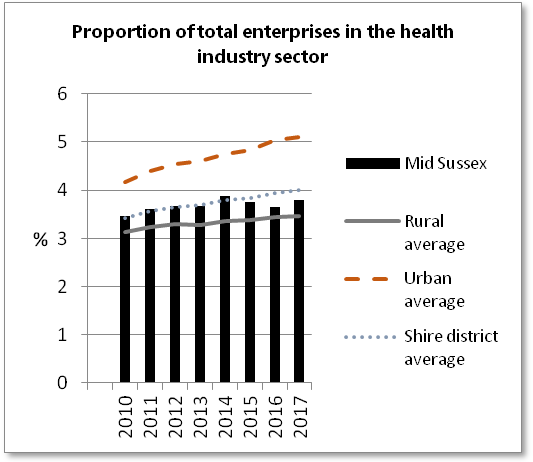 Proportion of total enterprises in the health
industry sector
6
5
4
3
2
1
0
%
2010
2011
2012
2013
2014
2015
2016
2017
Mid Sussex
Rural
average
Urban
average
Shire district
average